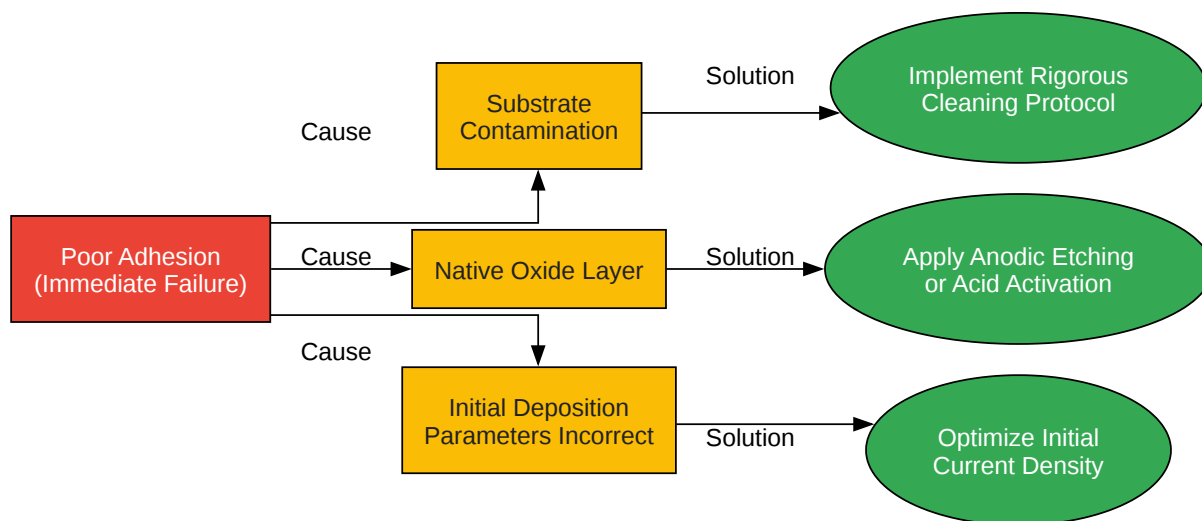 Poor Adhesion
(Immediate Failure)
Cause
Substrate
Contamination
Solution
Implement Rigorous
Cleaning Protocol
Cause
Native Oxide Layer
Solution
Apply Anodic Etching
or Acid Activation
Cause
Initial Deposition
Parameters Incorrect
Solution
Optimize Initial
Current Density